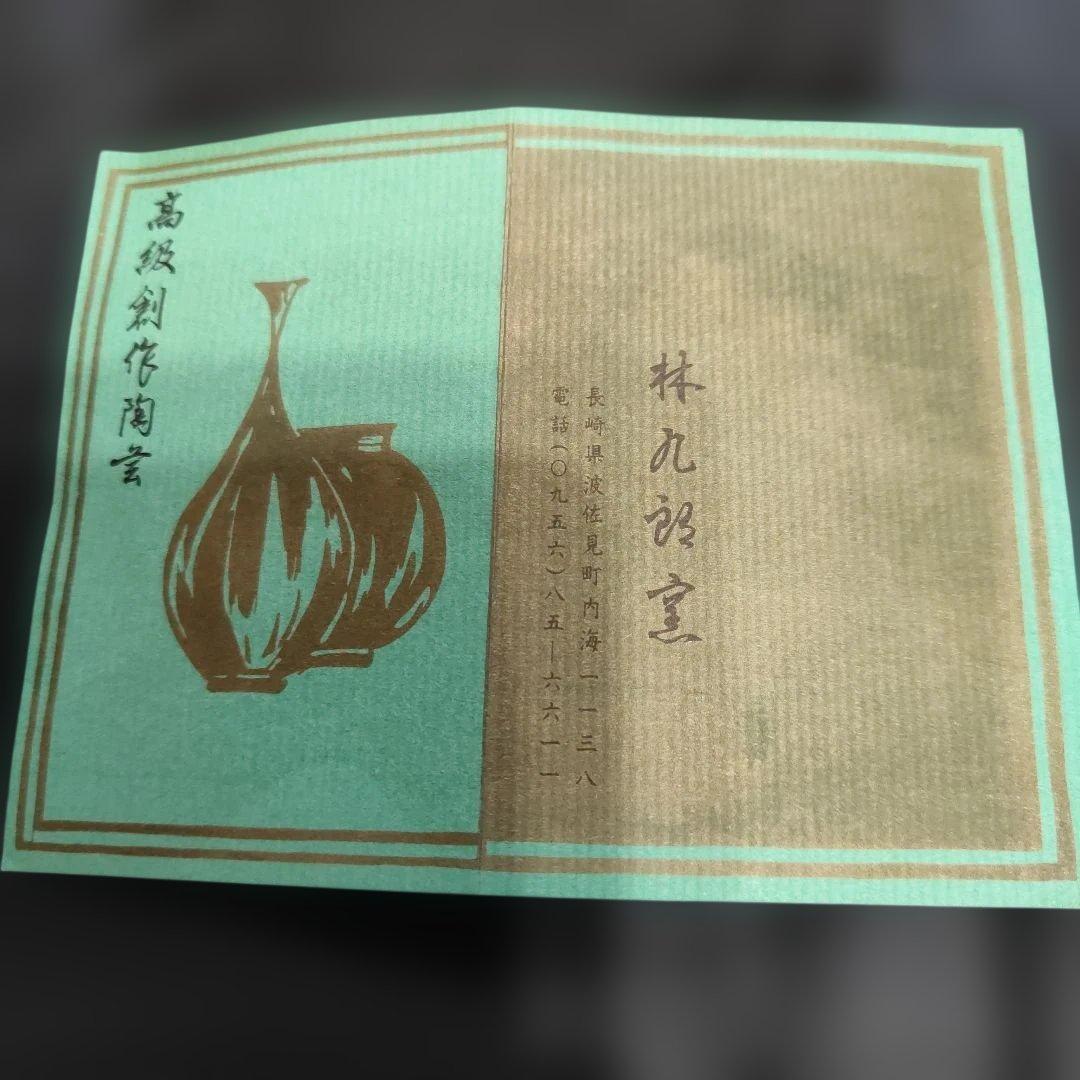 高級創作陶芸
林九郎窯
長崎県波佐見町内海一一三八
電話(〇九五六)八五―六六一一